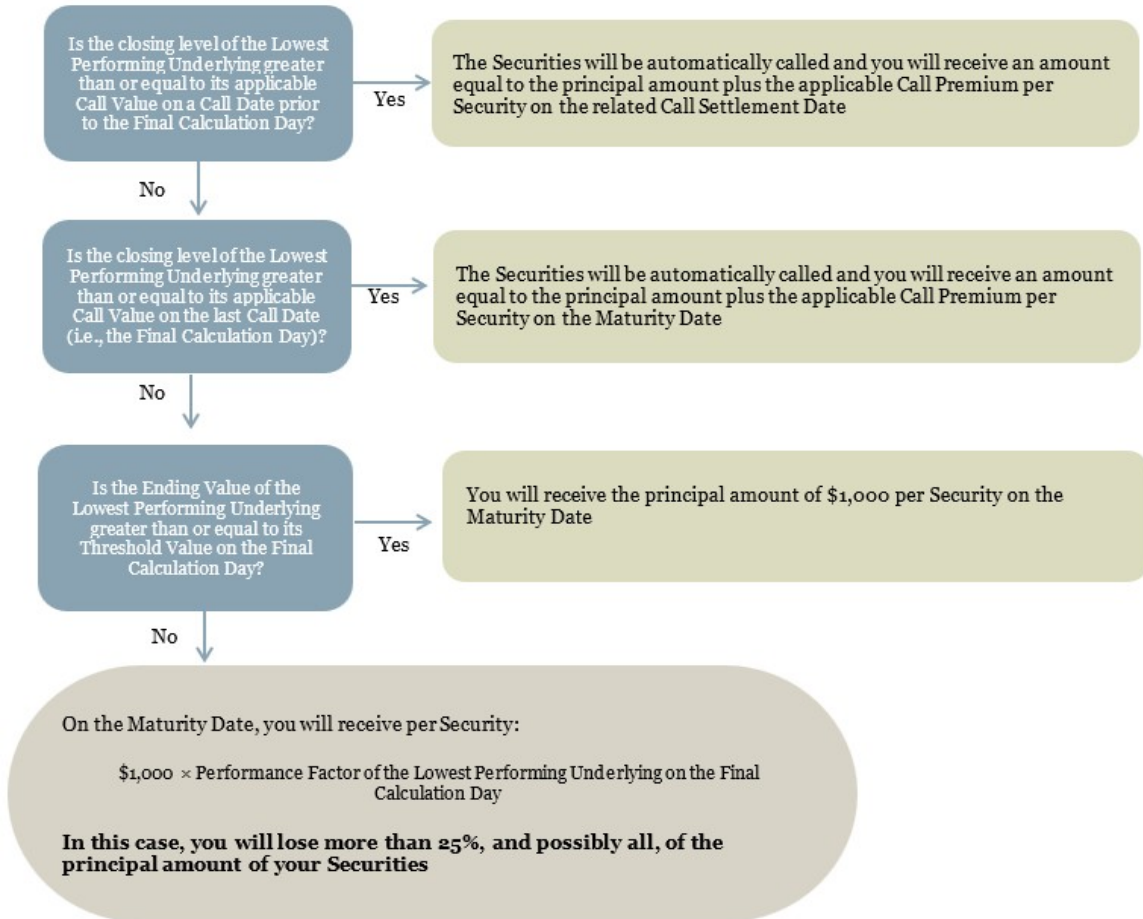 Is the closing level of the Lowest
Performing Underlying greater
than or equal to its applicable
Call Value on a Call Date prior
to the Final Calculation Day?
Yes
The Securities will be automatically called and you will receive an amount
equal to the principal amount plus the applicable Call Premium per
Security on the related Call Settlement Date
No
Is the closing level of the Lowest
Performing Underlying greater
than or equal to its applicable
Call Value on the last Call Date
(i.e., the Final Calculation Day)?
Yes
The Securities will be automatically called and you will receive an amount
equal to the principal amount plus the applicable Call Premium per
Security on the Maturity Date
No
Is the Ending Value of the
Lowest Performing Underlying
greater than or equal to its
Threshold Value on the Final
Calculation Day?
Yes
You will receive the principal amount of $1,000 per Security on the
Maturity Date
No
On the Maturity Date, you will receive per Security:
$1,000 × Performance Factor of the Lowest Performing Underlying on the Final
Calculation Day
In this case, you will lose more than 25%, and possibly all, of the
principal amount of your Securities